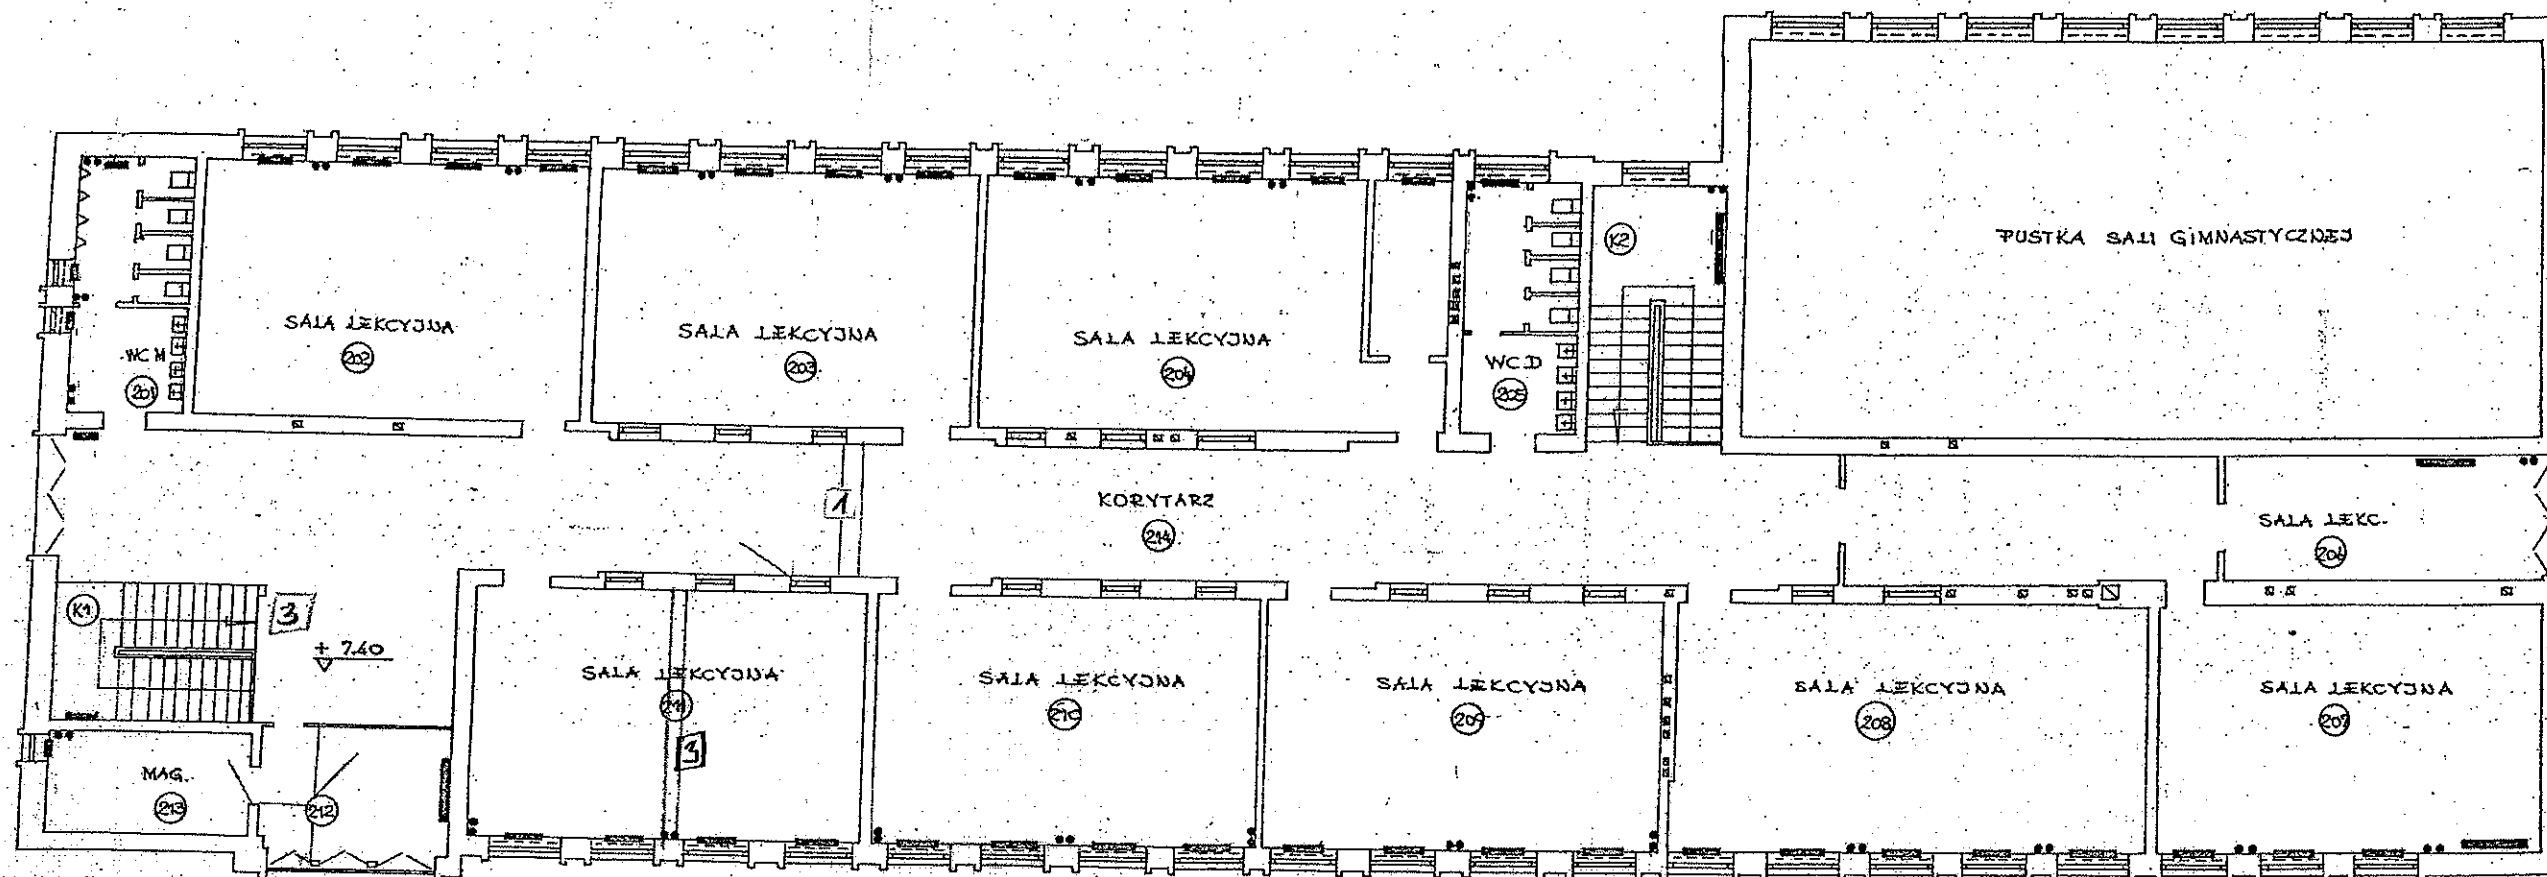 PUSTKA SALI GIMNASTYCZNEJ
K2
SALA LEKCYJNA
202
SALA LEKCYJNA
203
SALA LEKCYJNA
204
WC M
201
WC D
205
KORYTARZ
214
1
SALA LEKC.
206
K1
3
+ 7.40
SALA LEKCYJNA
211
3
SALA LEKCYJNA
210
SALA LEKCYJNA
209
SALA LEKCYJNA
208
SALA LEKCYJNA
207
MAG.
213
212